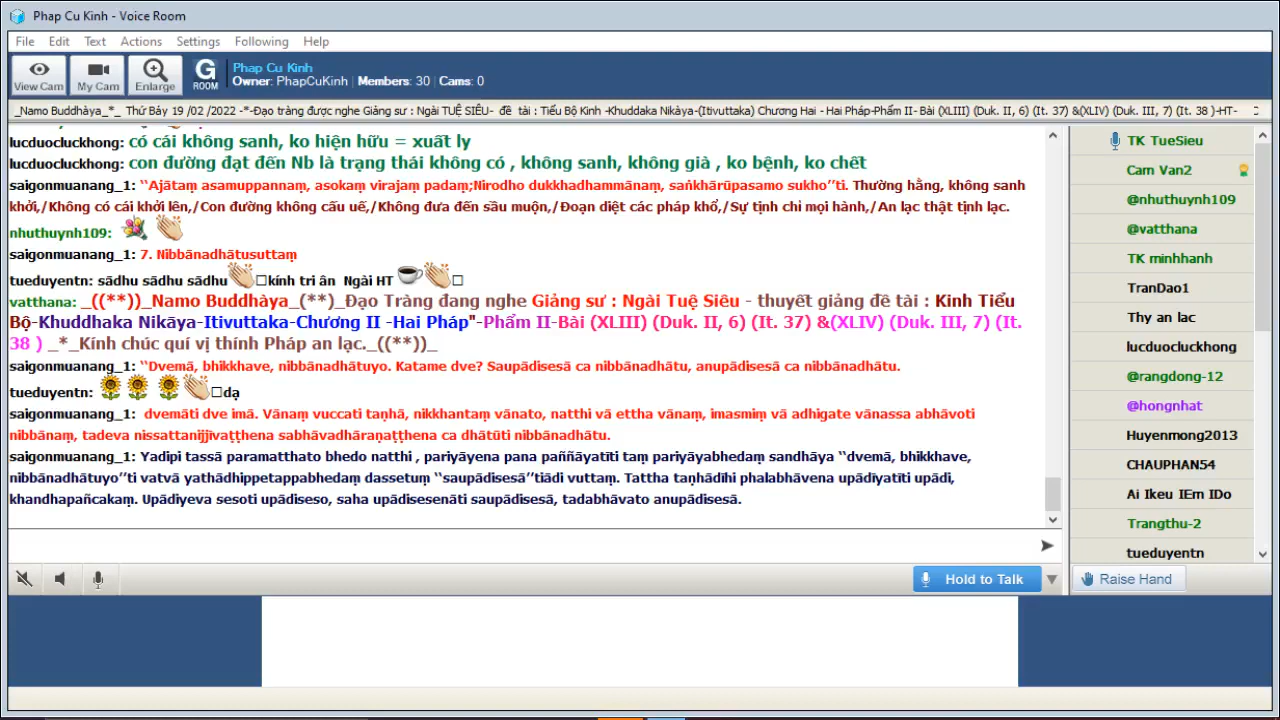 Phap Cu Kinh - Voice Room
File Edit Text Actions Settings Following Help
View Cam My Cam Enlarge G ROOM
Phap Cu Kinh
Owner: PhapCuKinh | Members: 30 | Cams: 0
_Namo Buddhàya_*_ Thứ Bảy 19 /02 /2022 -*-Đạo tràng được nghe Giảng sư : Ngài TUỆ SIÊU- đề tài : Tiểu Bộ Kinh -Khuddaka Nikàya-(Itivuttaka) Chương Hai - Hai Pháp-Phẩm II- Bài (XLIII) (Duk. II, 6) (It. 37) &(XLIV) (Duk. III, 7) (It. 38 )-HT-
lucduocluckhong: có cái không sanh, ko hiện hữu = xuất ly
lucduocluckhong: con đường đạt đến Nb là trạng thái không có , không sanh, không già , ko bệnh, ko chết
saigonmuanang_1: ‘‘Ajātaṃ asamuppannaṃ, asokaṃ virajaṃ padaṃ;Nirodho dukkhadhammānaṃ, saṅkhārūpasamo sukho’’ti. Thường hằng, không sanh
khởi,/Không có cái khởi lên,/Con đường không cấu uế,/Không đưa đến sầu muộn,/Đoạn diệt các pháp khổ,/Sự tịnh chỉ mọi hành,/An lạc thật tịnh lạc.
nhuthuynh109:
saigonmuanang_1: 7. Nibbānadhātusuttaṃ
tueduyentn: sādhu sādhu sādhu kính tri ân Ngài HT
vatthana: _((**))_Namo Buddhàya_(**)_Đạo Tràng đang nghe Giảng sư : Ngài Tuệ Siêu - thuyết giảng đề tài : Kinh Tiểu
Bộ-Khuddhaka Nikāya-Itivuttaka-Chương II -Hai Pháp"-Phẩm II-Bài (XLIII) (Duk. II, 6) (It. 37) &(XLIV) (Duk. III, 7) (It.
38 ) _*_Kính chúc quí vị thính Pháp an lạc._((**))_
saigonmuanang_1: ‘‘Dvemā, bhikkhave, nibbānadhātuyo. Katame dve? Saupādisesā ca nibbānadhātu, anupādisesā ca nibbānadhātu.
tueduyentn: dạ
saigonmuanang_1: dvemāti dve imā. Vānaṃ vuccati taṇhā, nikkhantaṃ vānato, natthi vā ettha vānaṃ, imasmiṃ vā adhigate vānassa abhāvoti
nibbānaṃ, tadeva nissattanijjīvaṭṭhena sabhāvadhāraṇaṭṭhena ca dhātūti nibbānadhātu.
saigonmuanang_1: Yadipi tassā paramatthato bhedo natthi , pariyāyena pana paññāyatīti taṃ pariyāyabhedaṃ sandhāya ‘‘dvemā, bhikkhave,
nibbānadhātuyo’’ti vatvā yathādhippetappabhedaṃ dassetuṃ ‘‘saupādisesā’’tiādi vuttaṃ. Tattha taṇhādīhi phalabhāvena upādīyatīti upādi,
khandhapañcakaṃ. Upādiyeva sesoti upādiseso, saha upādisesenāti saupādisesā, tadabhāvato anupādisesā.
Hold to Talk
TK TueSieu
Cam Van2
@nhuthuynh109
@vatthana
TK minhhanh
TranDao1
Thy an lac
lucduocluckhong
@rangdong-12
@hongnhat
Huyenmong2013
CHAUPHAN54
Ai Ikeu IEm IDo
Trangthu-2
tueduyentn
Raise Hand